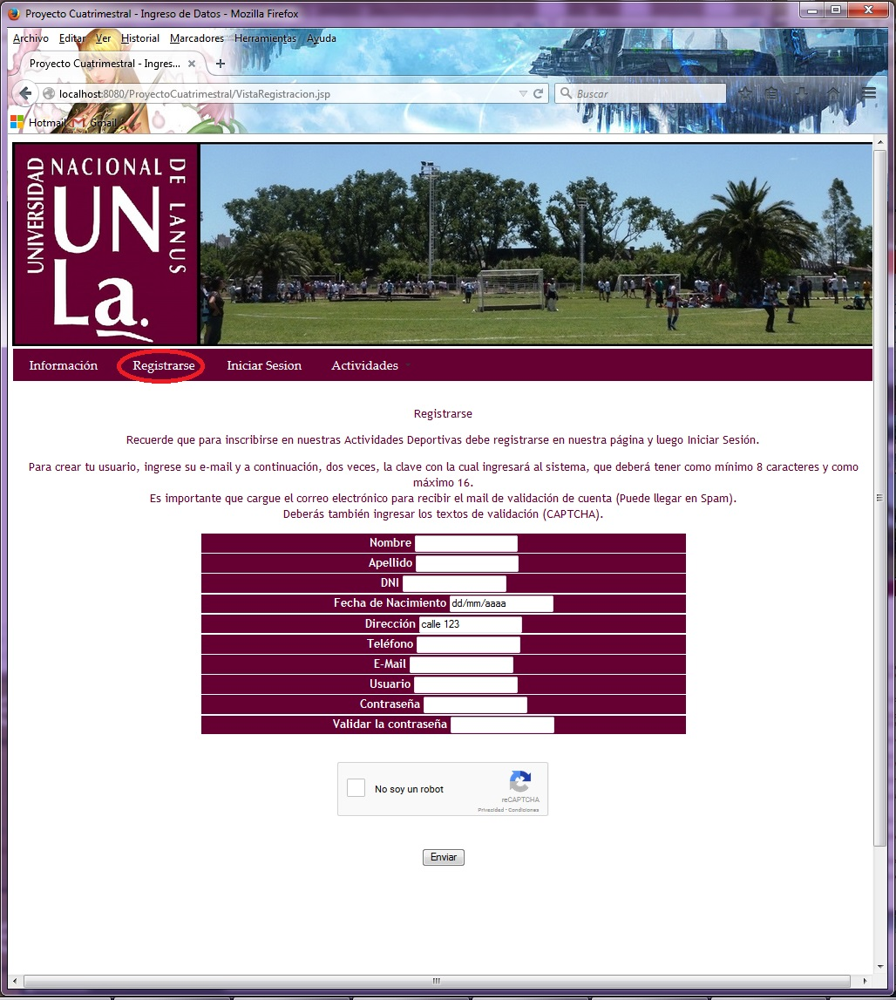 Proyecto Cuatrimestral - Ingreso de Datos - Mozilla Firefox
Archivo Editar Ver Historial Marcadores Herramientas Ayuda
Proyecto Cuatrimestral - Ingres...
localhost:8080/ProyectoCuatrimestral/VistaRegistracion.jsp
Buscar
Hotmail Gmail
UNIVERSIDAD NACIONAL DE LANUS
UN
La.
Información Registrarse Iniciar Sesion Actividades
Registrarse
Recuerde que para inscribirse en nuestras Actividades Deportivas debe registrarse en nuestra página y luego Iniciar Sesión.
Para crear tu usuario, ingrese su e-mail y a continuación, dos veces, la clave con la cual ingresará al sistema, que deberá tener como mínimo 8 caracteres y como
máximo 16.
Es importante que cargue el correo electrónico para recibir el mail de validación de cuenta (Puede llegar en Spam).
Deberás también ingresar los textos de validación (CAPTCHA).
Nombre
Apellido
DNI
Fecha de Nacimiento dd/mm/aaaa
Dirección calle 123
Teléfono
E-Mail
Usuario
Contraseña
Validar la contraseña
No soy un robot
reCAPTCHA
Privacidad - Condiciones
Enviar